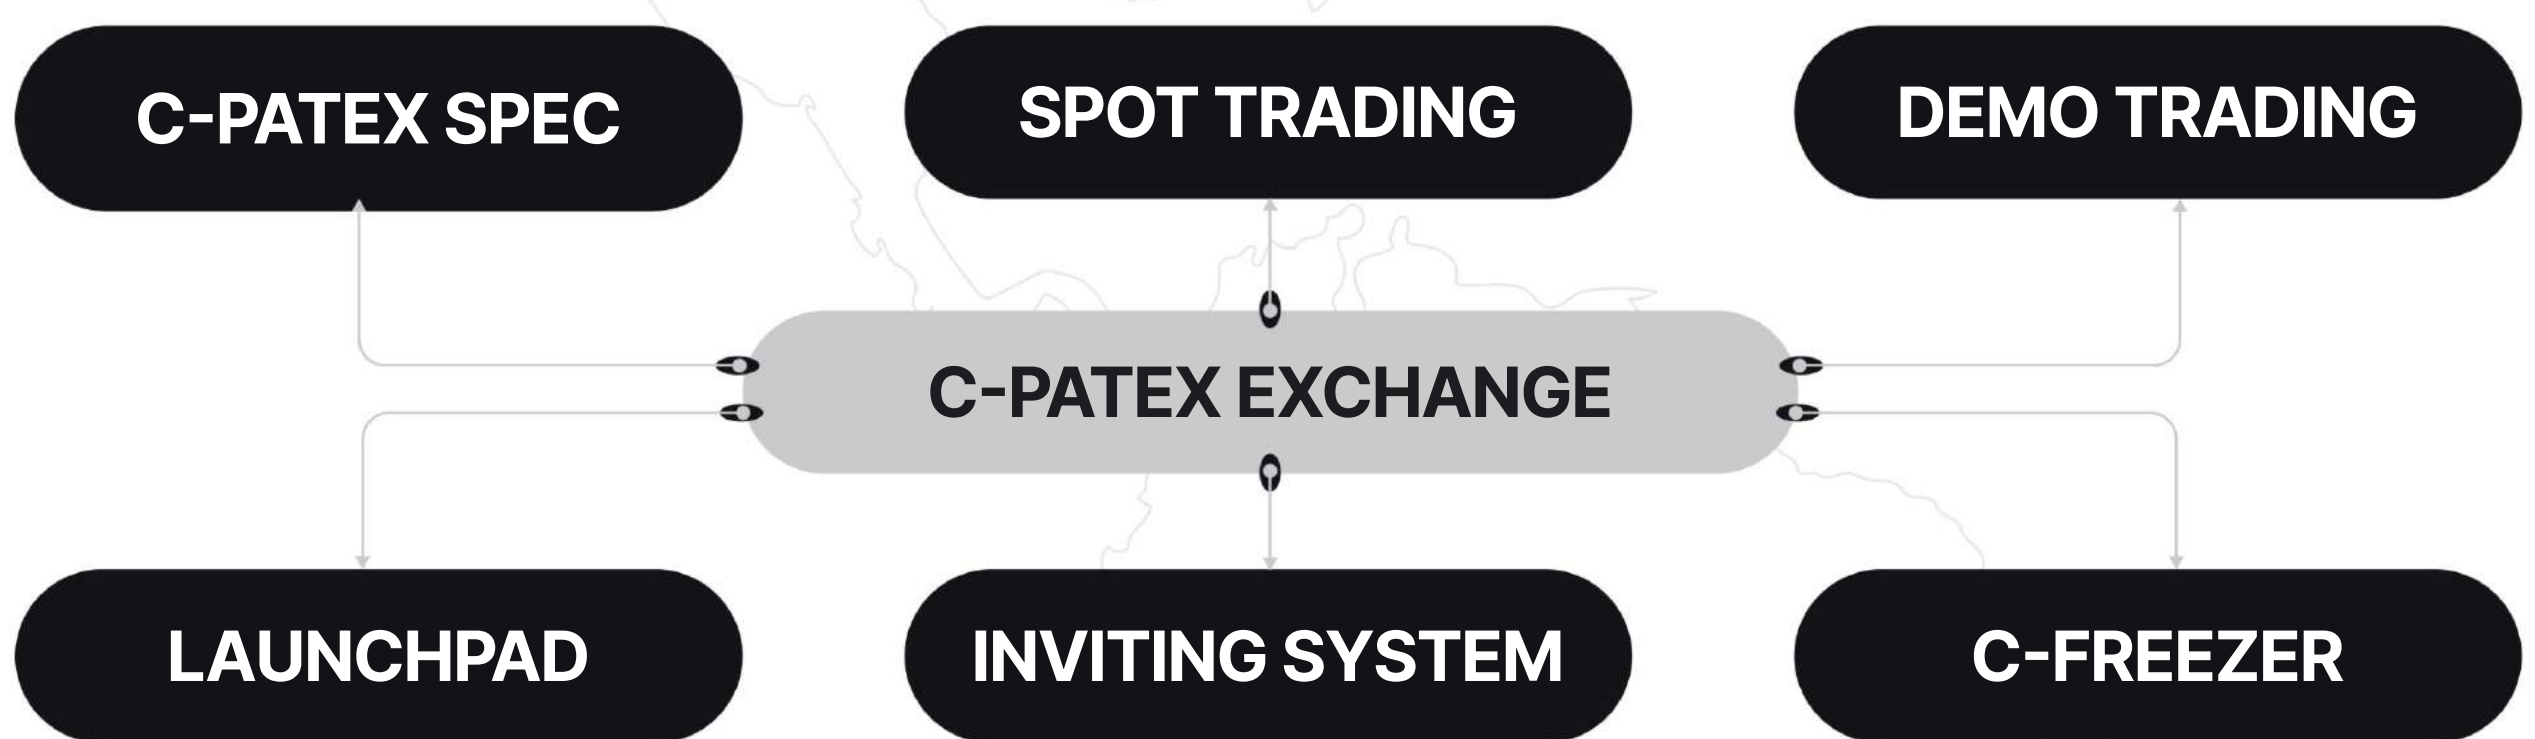 C-PATEX SPEC
SPOT TRADING
DEMO TRADING
C-PATEX EXCHANGE
LAUNCHPAD
INVITING SYSTEM
C-FREEZER